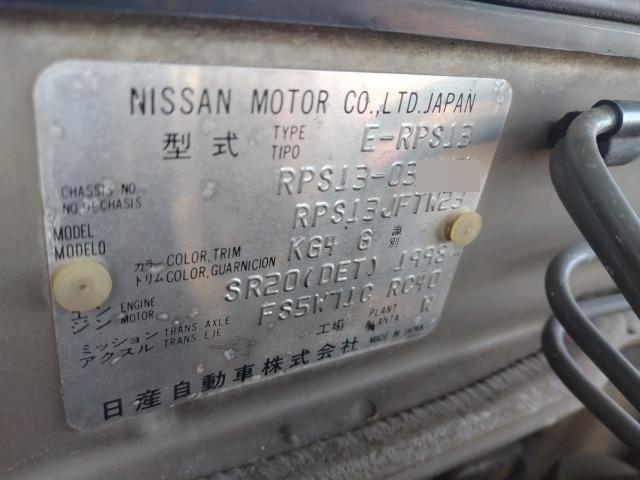 NISSAN MOTOR CO.,LTD.JAPAN
型式 TYPE TIPO E-RPS13
CHASSIS NO. NO.DE CHASIS RPS13-03
MODEL MODELO RPS13JFTW23
カラー COLOR, TRIM KG4 G 識別
トリム COLOR, GUARNICION
エンジン ENGINE MOTOR SR20(DET) 1998
ミッション TRANS. AXLE FS5W71C RC40
アクスル TRANS. EJE 工場 PLANT PLANTA W
日産自動車株式会社 MADE IN JAPAN